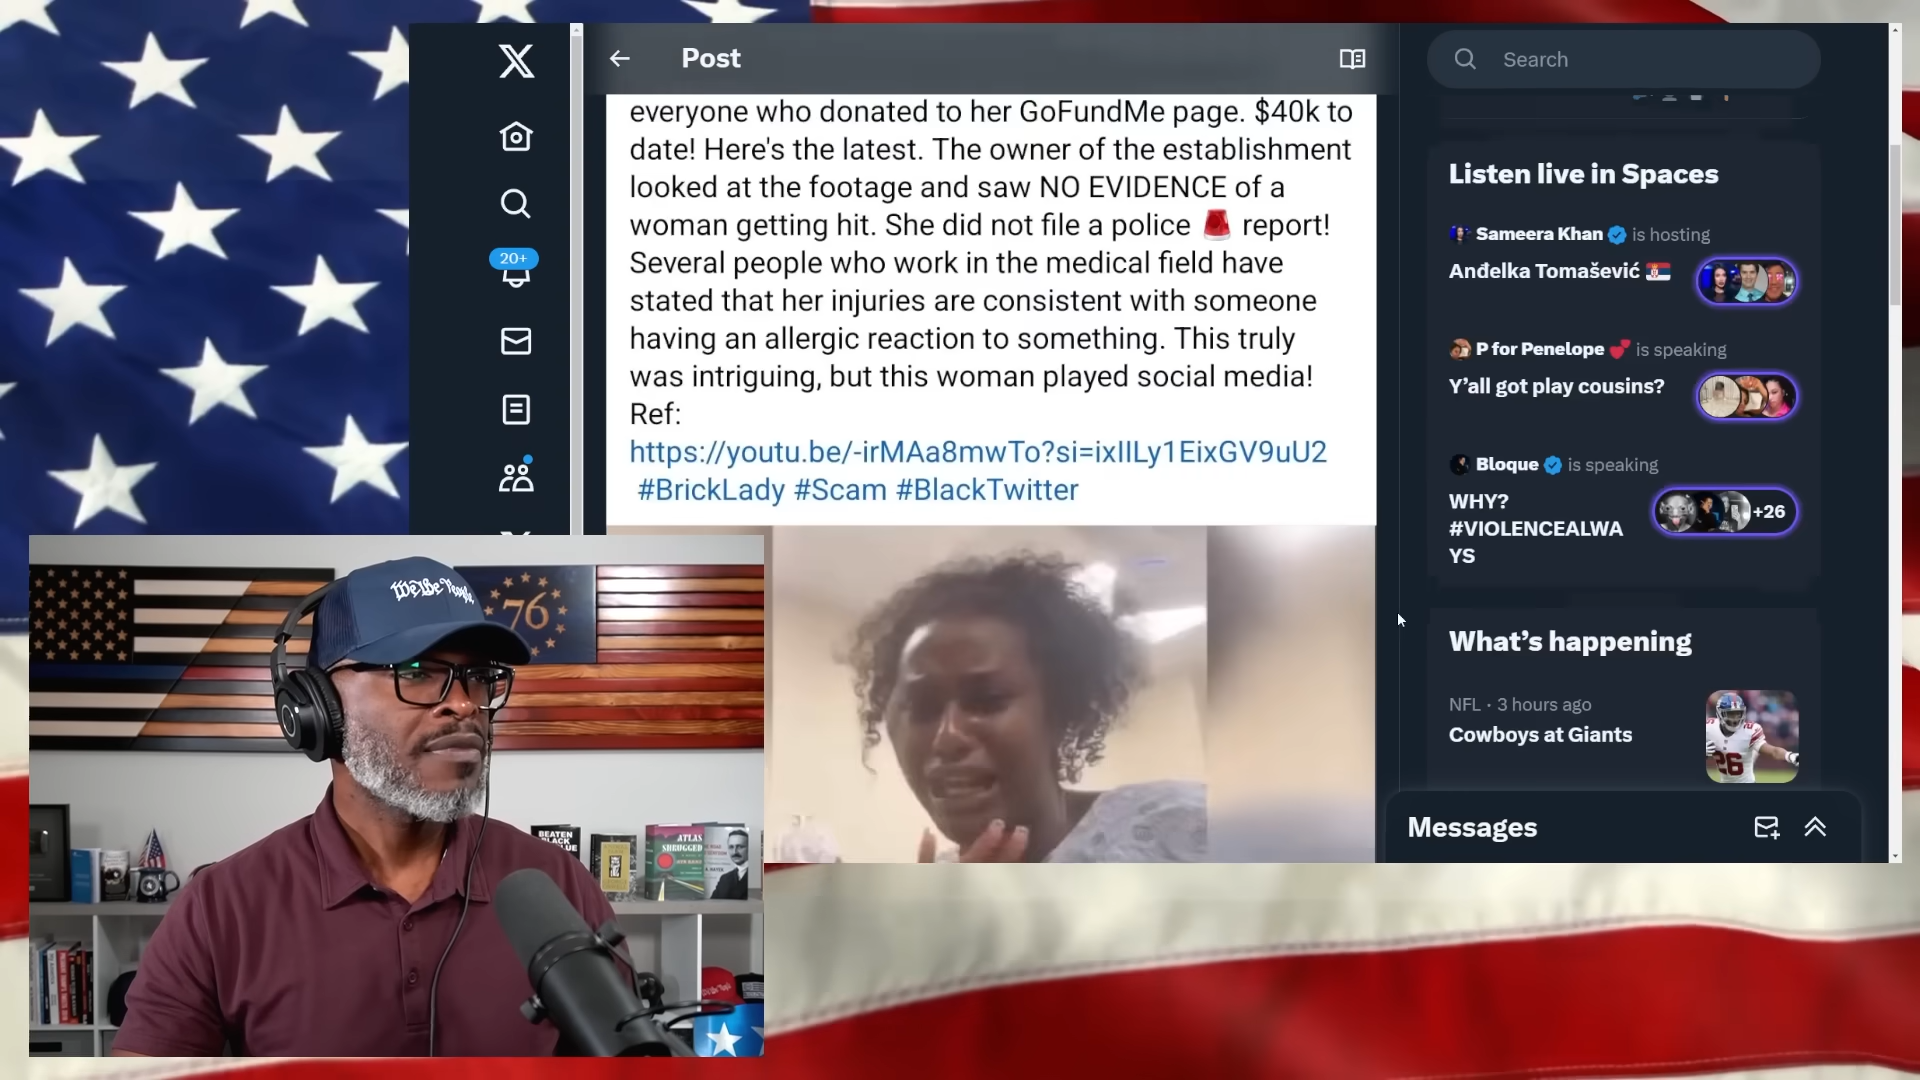 Post
everyone who donated to her GoFundMe page. $40k to
date! Here's the latest. The owner of the establishment
looked at the footage and saw NO EVIDENCE of a
woman getting hit. She did not file a police 🚨 report!
Several people who work in the medical field have
stated that her injuries are consistent with someone
having an allergic reaction to something. This truly
was intriguing, but this woman played social media!
Ref:
https://youtu.be/-irMAa8mwTo?si=ixIILy1EixGV9uU2
#BrickLady #Scam #BlackTwitter
20+
Search
Listen live in Spaces
Sameera Khan is hosting
Anđelka Tomašević 🇷🇸
P for Penelope 💕 is speaking
Y’all got play cousins?
Bloque is speaking
WHY?
#VIOLENCEALWA
YS
+26
What’s happening
NFL · 3 hours ago
Cowboys at Giants
26
Messages
We the People
76
BEATEN
BLACK
ATLAS
SHRUGGED